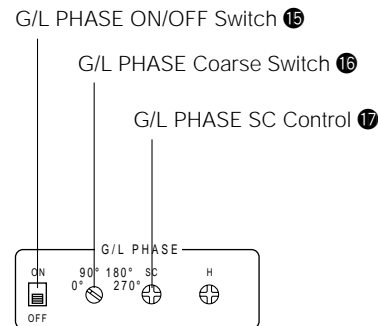 G/L PHASE ON/OFF Switch ⓯
G/L PHASE Coarse Switch ⓰
G/L PHASE SC Control ⓱
G/L PHASE
ON 90° 180° SC H
0° 270°
OFF